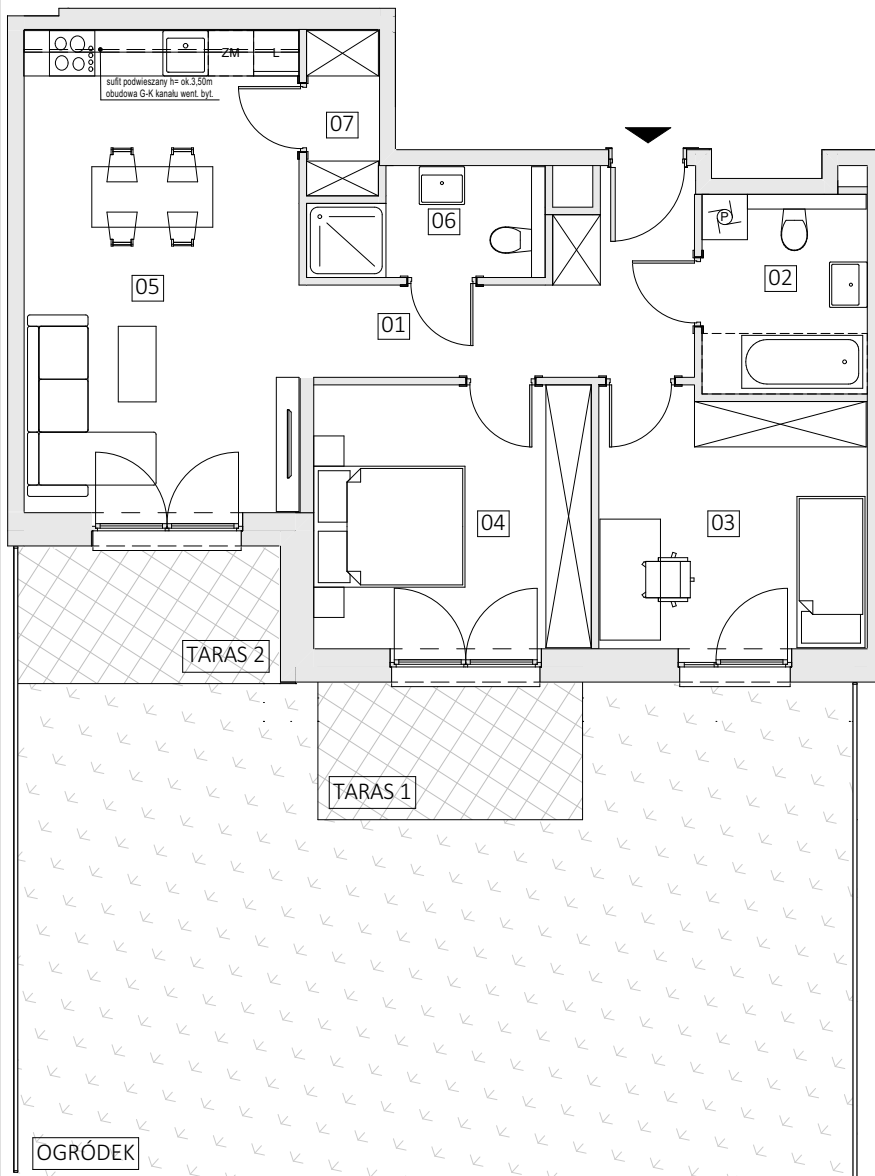 ZM
L
sufit podwieszany h= ok.3,50m
obudowa G-K kanału went. byt.
07
06
P
02
05
01
04
03
TARAS 2
TARAS 1
OGRÓDEK